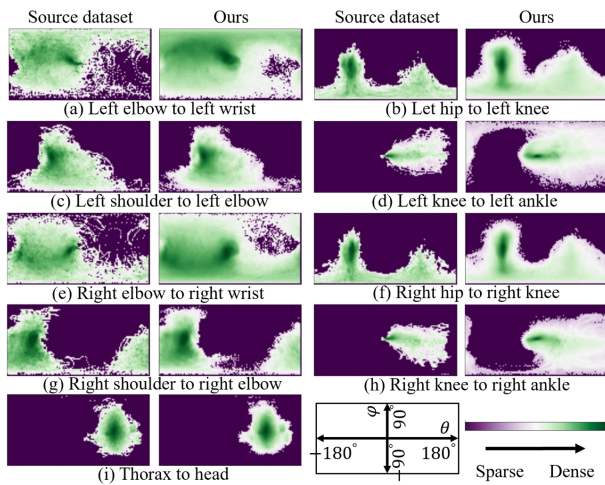 Source dataset Ours Source dataset Ours
(a) Left elbow to left wrist (b) Let hip to left knee
(c) Left shoulder to left elbow (d) Left knee to left ankle
(e) Right elbow to right wrist (f) Right hip to right knee
(g) Right shoulder to right elbow (h) Right knee to right ankle
φ 90° θ
−180° −90° 180°
(i) Thorax to head Sparse Dense